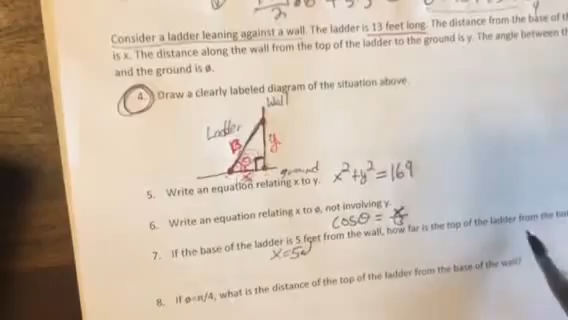 Consider a ladder leaning against a wall. The ladder is 13 feet long. The distance from the base of
is x. The distance along the wall from the top of the ladder to the ground is y. The angle between
and the ground is ø.
4. Draw a clearly labeled diagram of the situation above.
Wall
Ladder
13 y
θ
x ground
5. Write an equation relating x to y. x²+y²=169
6. Write an equation relating x to ø, not involving y.
cosθ = x/13
7. If the base of the ladder is 5 feet from the wall, how far is the top of the ladder from the
x=5
8. If ø=π/4, what is the distance of the top of the ladder from the base of the wall?